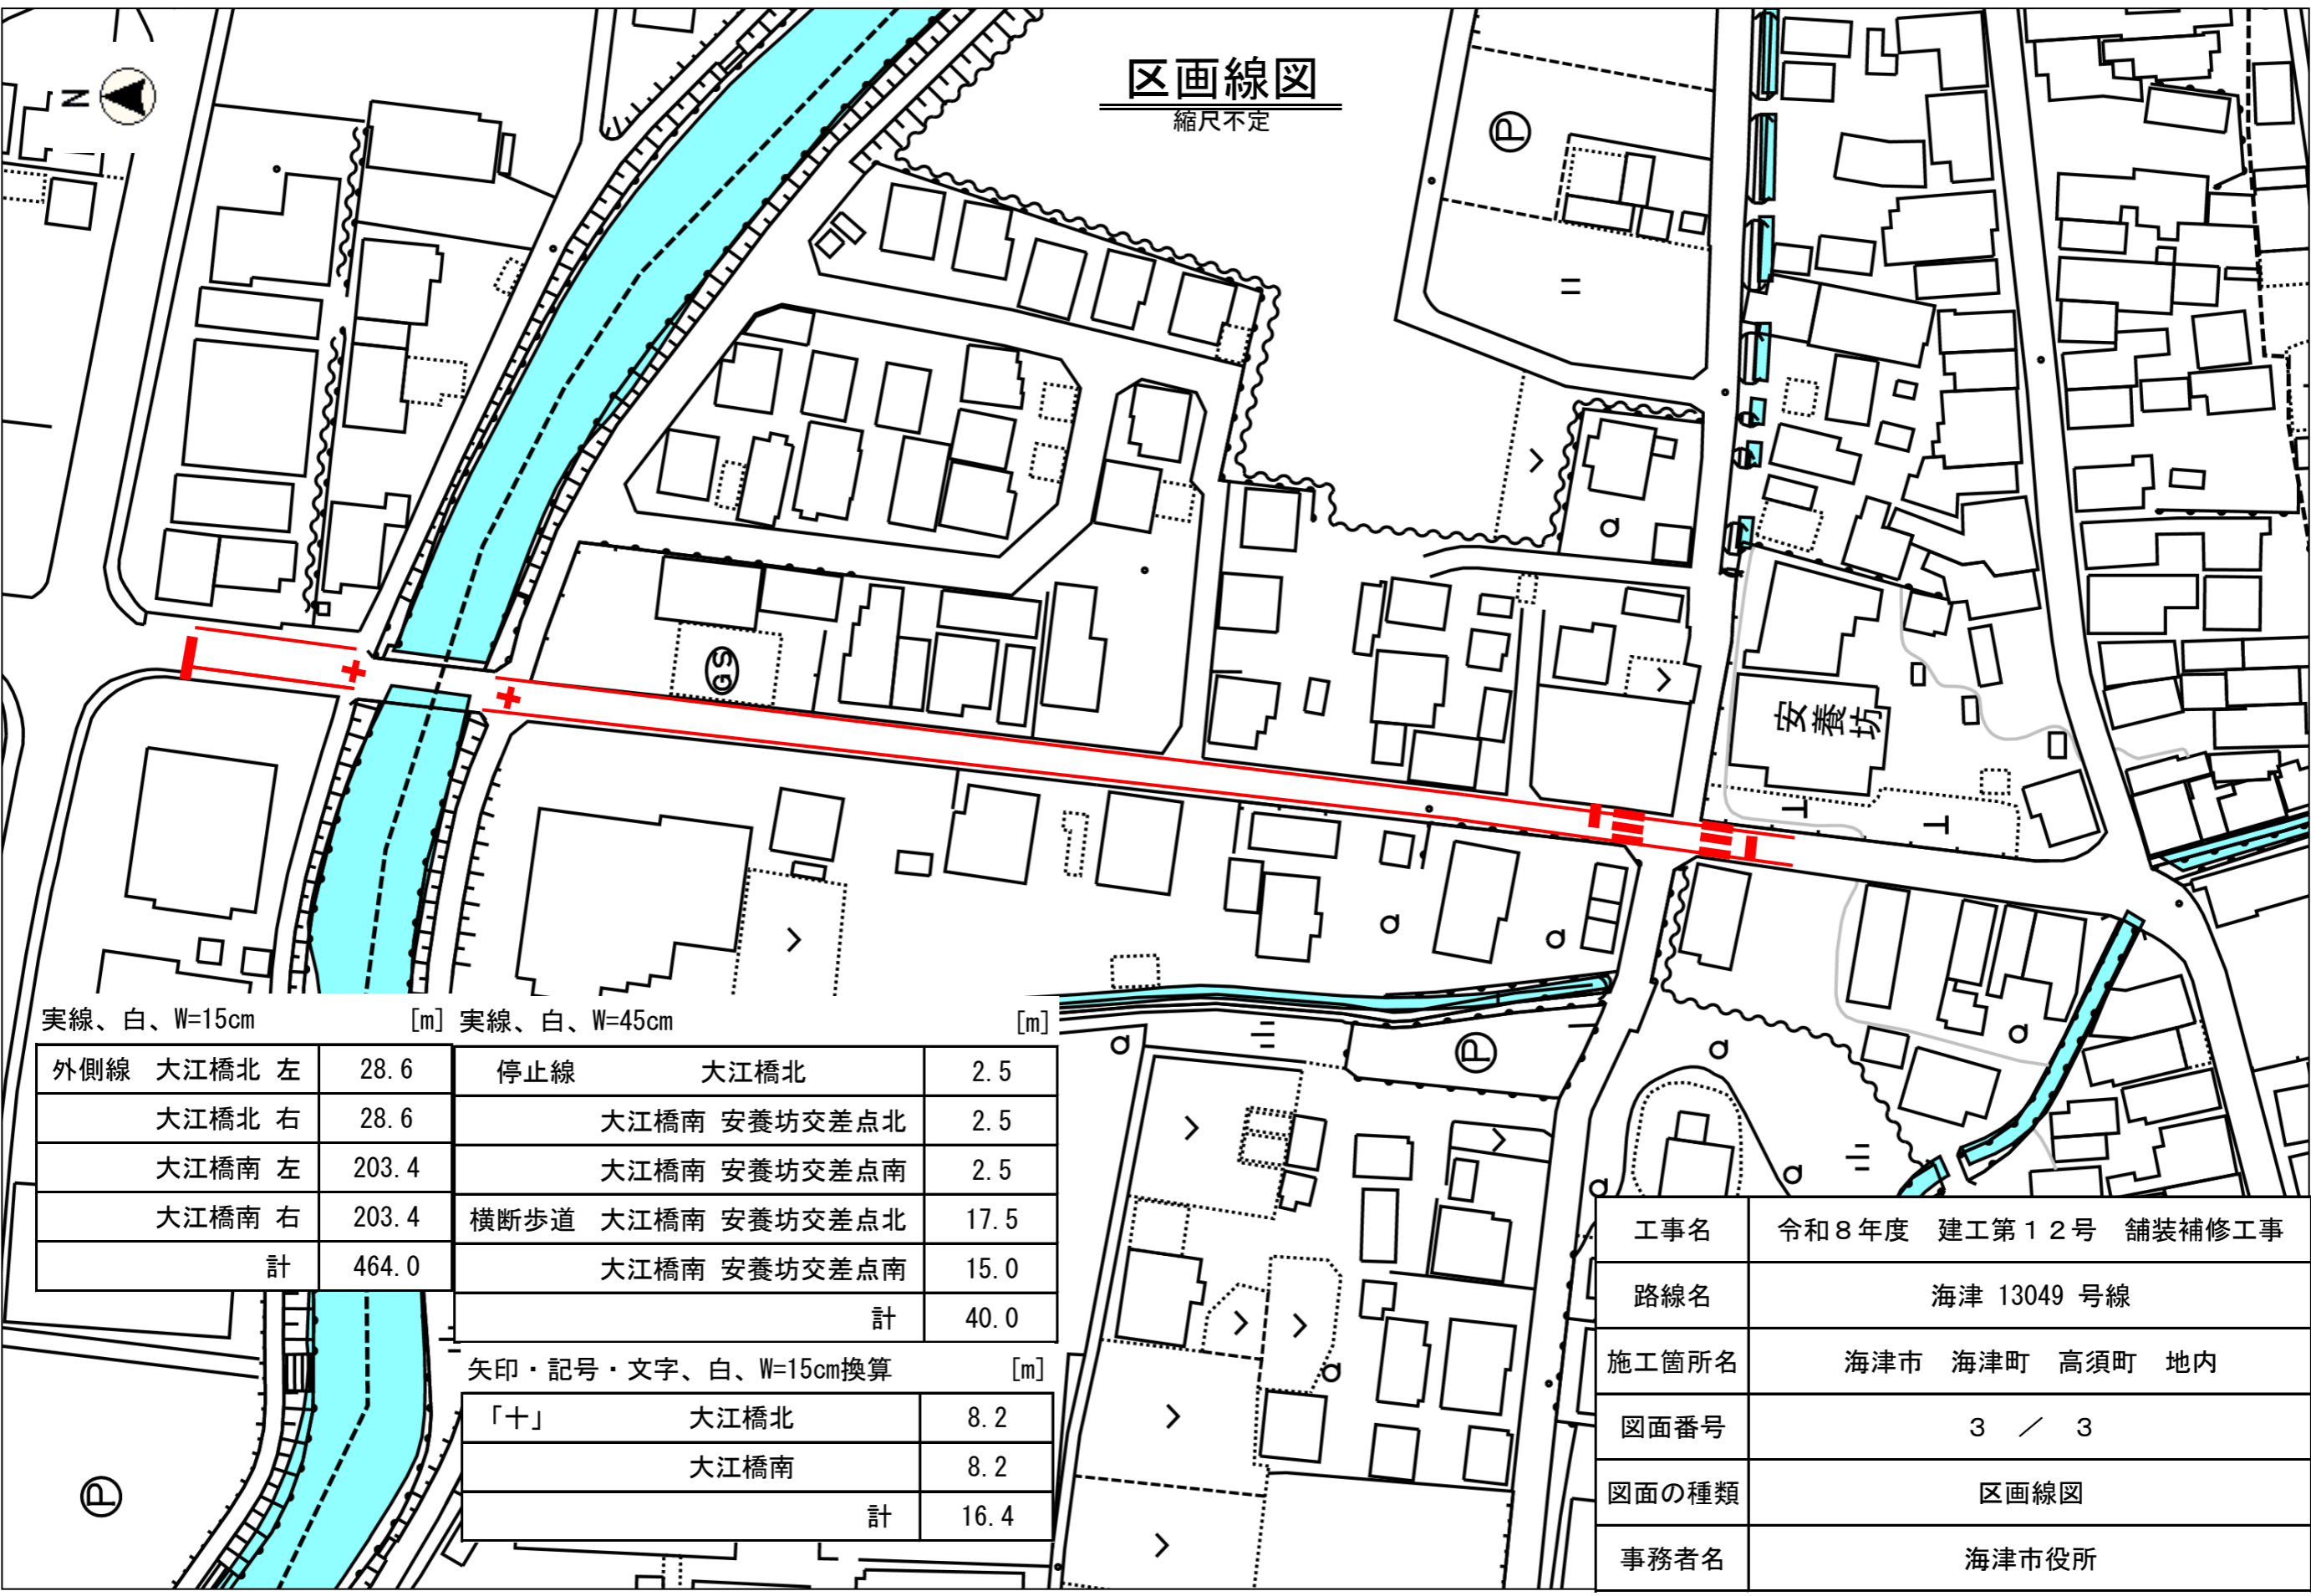 区画線図
縮尺不定
N
P
GS
安養坊
実線、白、W=15cm [m]
外側線 大江橋北 左 28.6
大江橋北 右 28.6
大江橋南 左 203.4
大江橋南 右 203.4
計 464.0
実線、白、W=45cm [m]
停止線 大江橋北 2.5
大江橋南 安養坊交差点北 2.5
大江橋南 安養坊交差点南 2.5
横断歩道 大江橋南 安養坊交差点北 17.5
大江橋南 安養坊交差点南 15.0
計 40.0
矢印・記号・文字、白、W=15cm換算 [m]
「十」 大江橋北 8.2
大江橋南 8.2
計 16.4
P
P
工事名 令和８年度 建工第１２号 舗装補修工事
路線名 海津 13049 号線
施工箇所名 海津市 海津町 高須町 地内
図面番号 ３ ／ ３
図面の種類 区画線図
事務者名 海津市役所